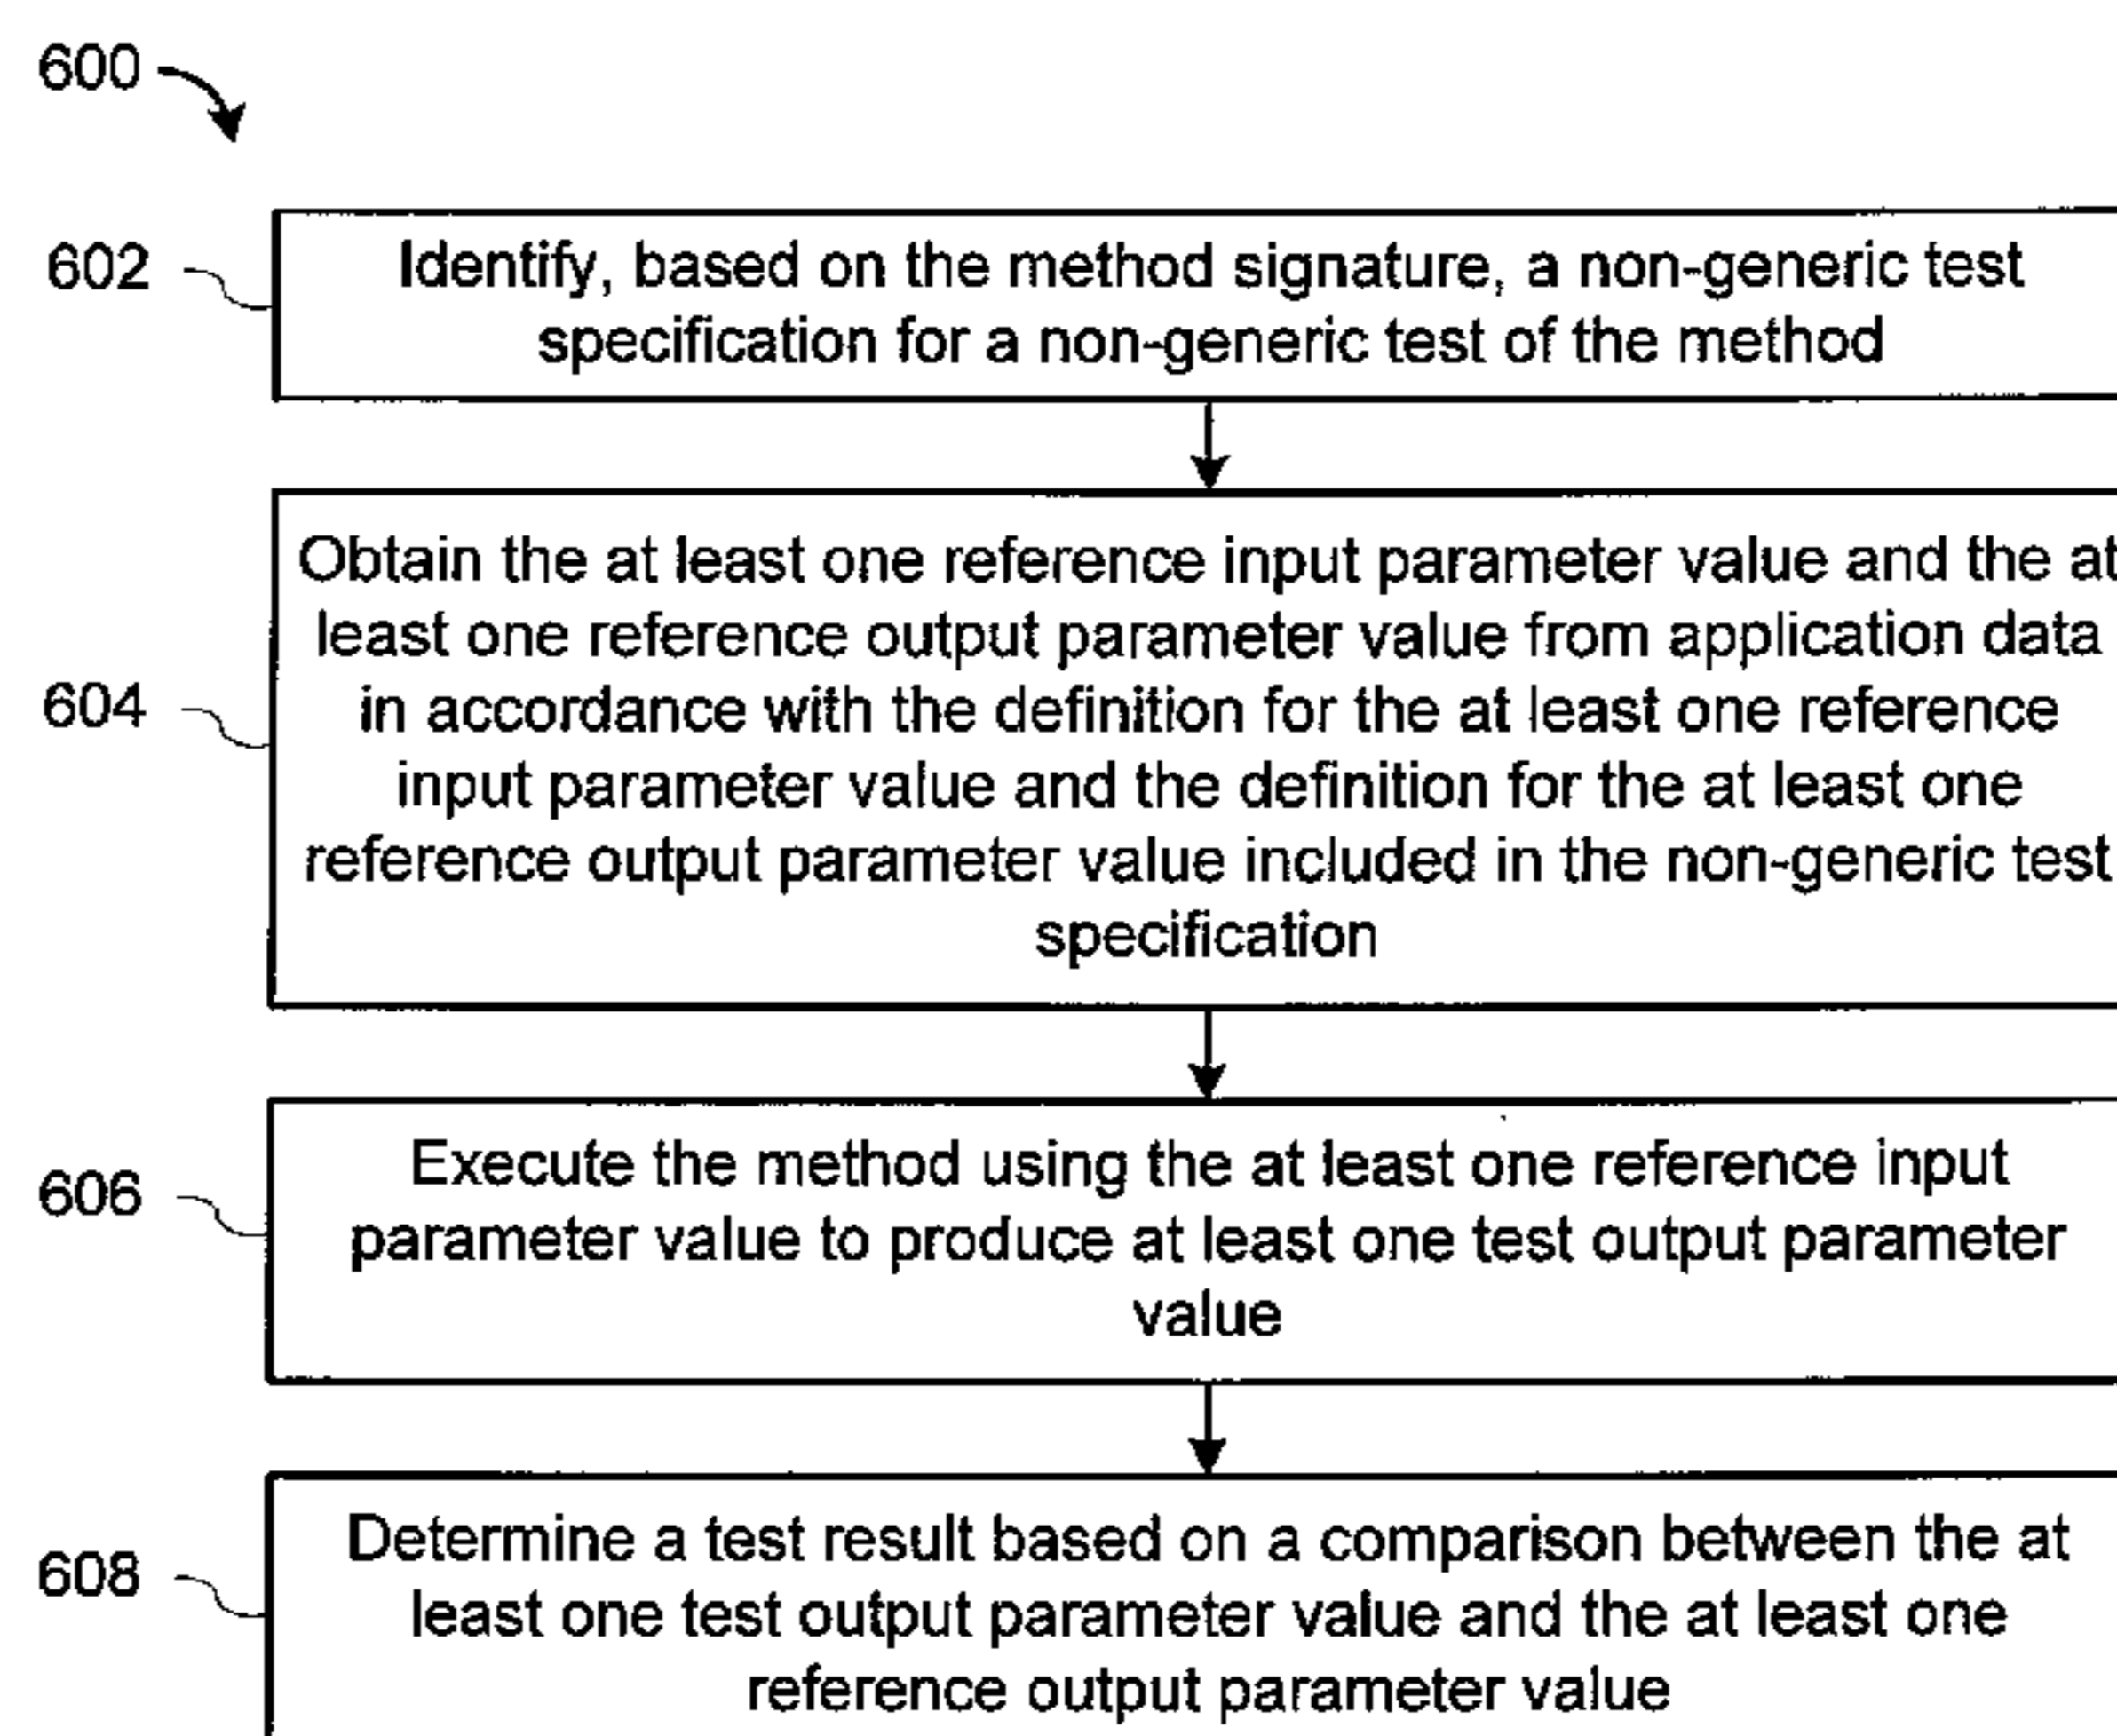 600
602
Identify, based on the method signature, a non-generic test
specification for a non-generic test of the method
604
Obtain the at least one reference input parameter value and the at
least one reference output parameter value from application data
in accordance with the definition for the at least one reference
input parameter value and the definition for the at least one
reference output parameter value included in the non-generic test
specification
606
Execute the method using the at least one reference input
parameter value to produce at least one test output parameter
value
608
Determine a test result based on a comparison between the at
least one test output parameter value and the at least one
reference output parameter value